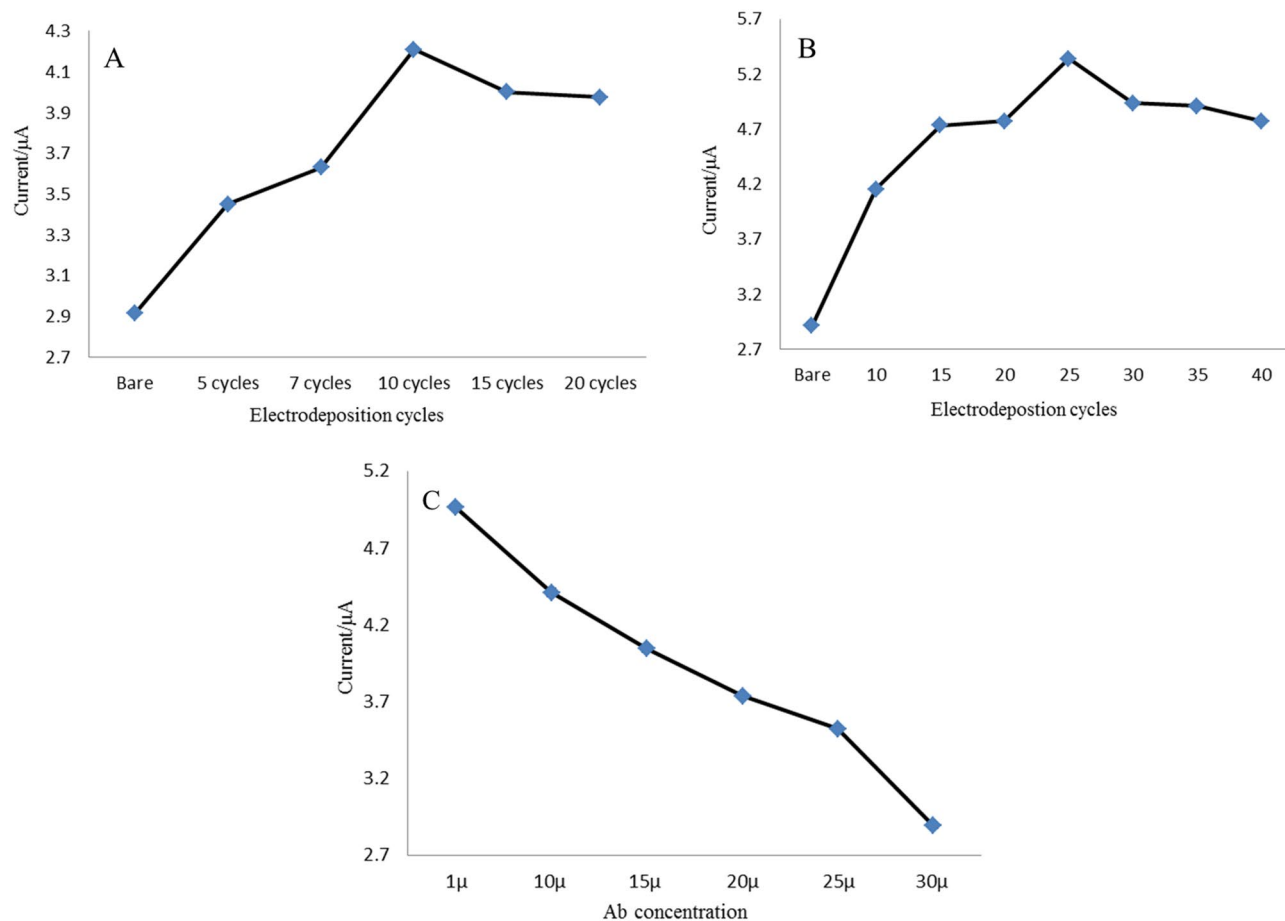 A
Current/μA
4.3
4.1
3.9
3.7
3.5
3.3
3.1
2.9
2.7
Bare 5 cycles 7 cycles 10 cycles 15 cycles 20 cycles
Electrodeposition cycles
B
Current/μA
5.7
5.2
4.7
4.2
3.7
3.2
2.7
Bare 10 15 20 25 30 35 40
Electrodepostion cycles
C
Current/μA
5.2
4.7
4.2
3.7
3.2
2.7
1μ 10μ 15μ 20μ 25μ 30μ
Ab concentration